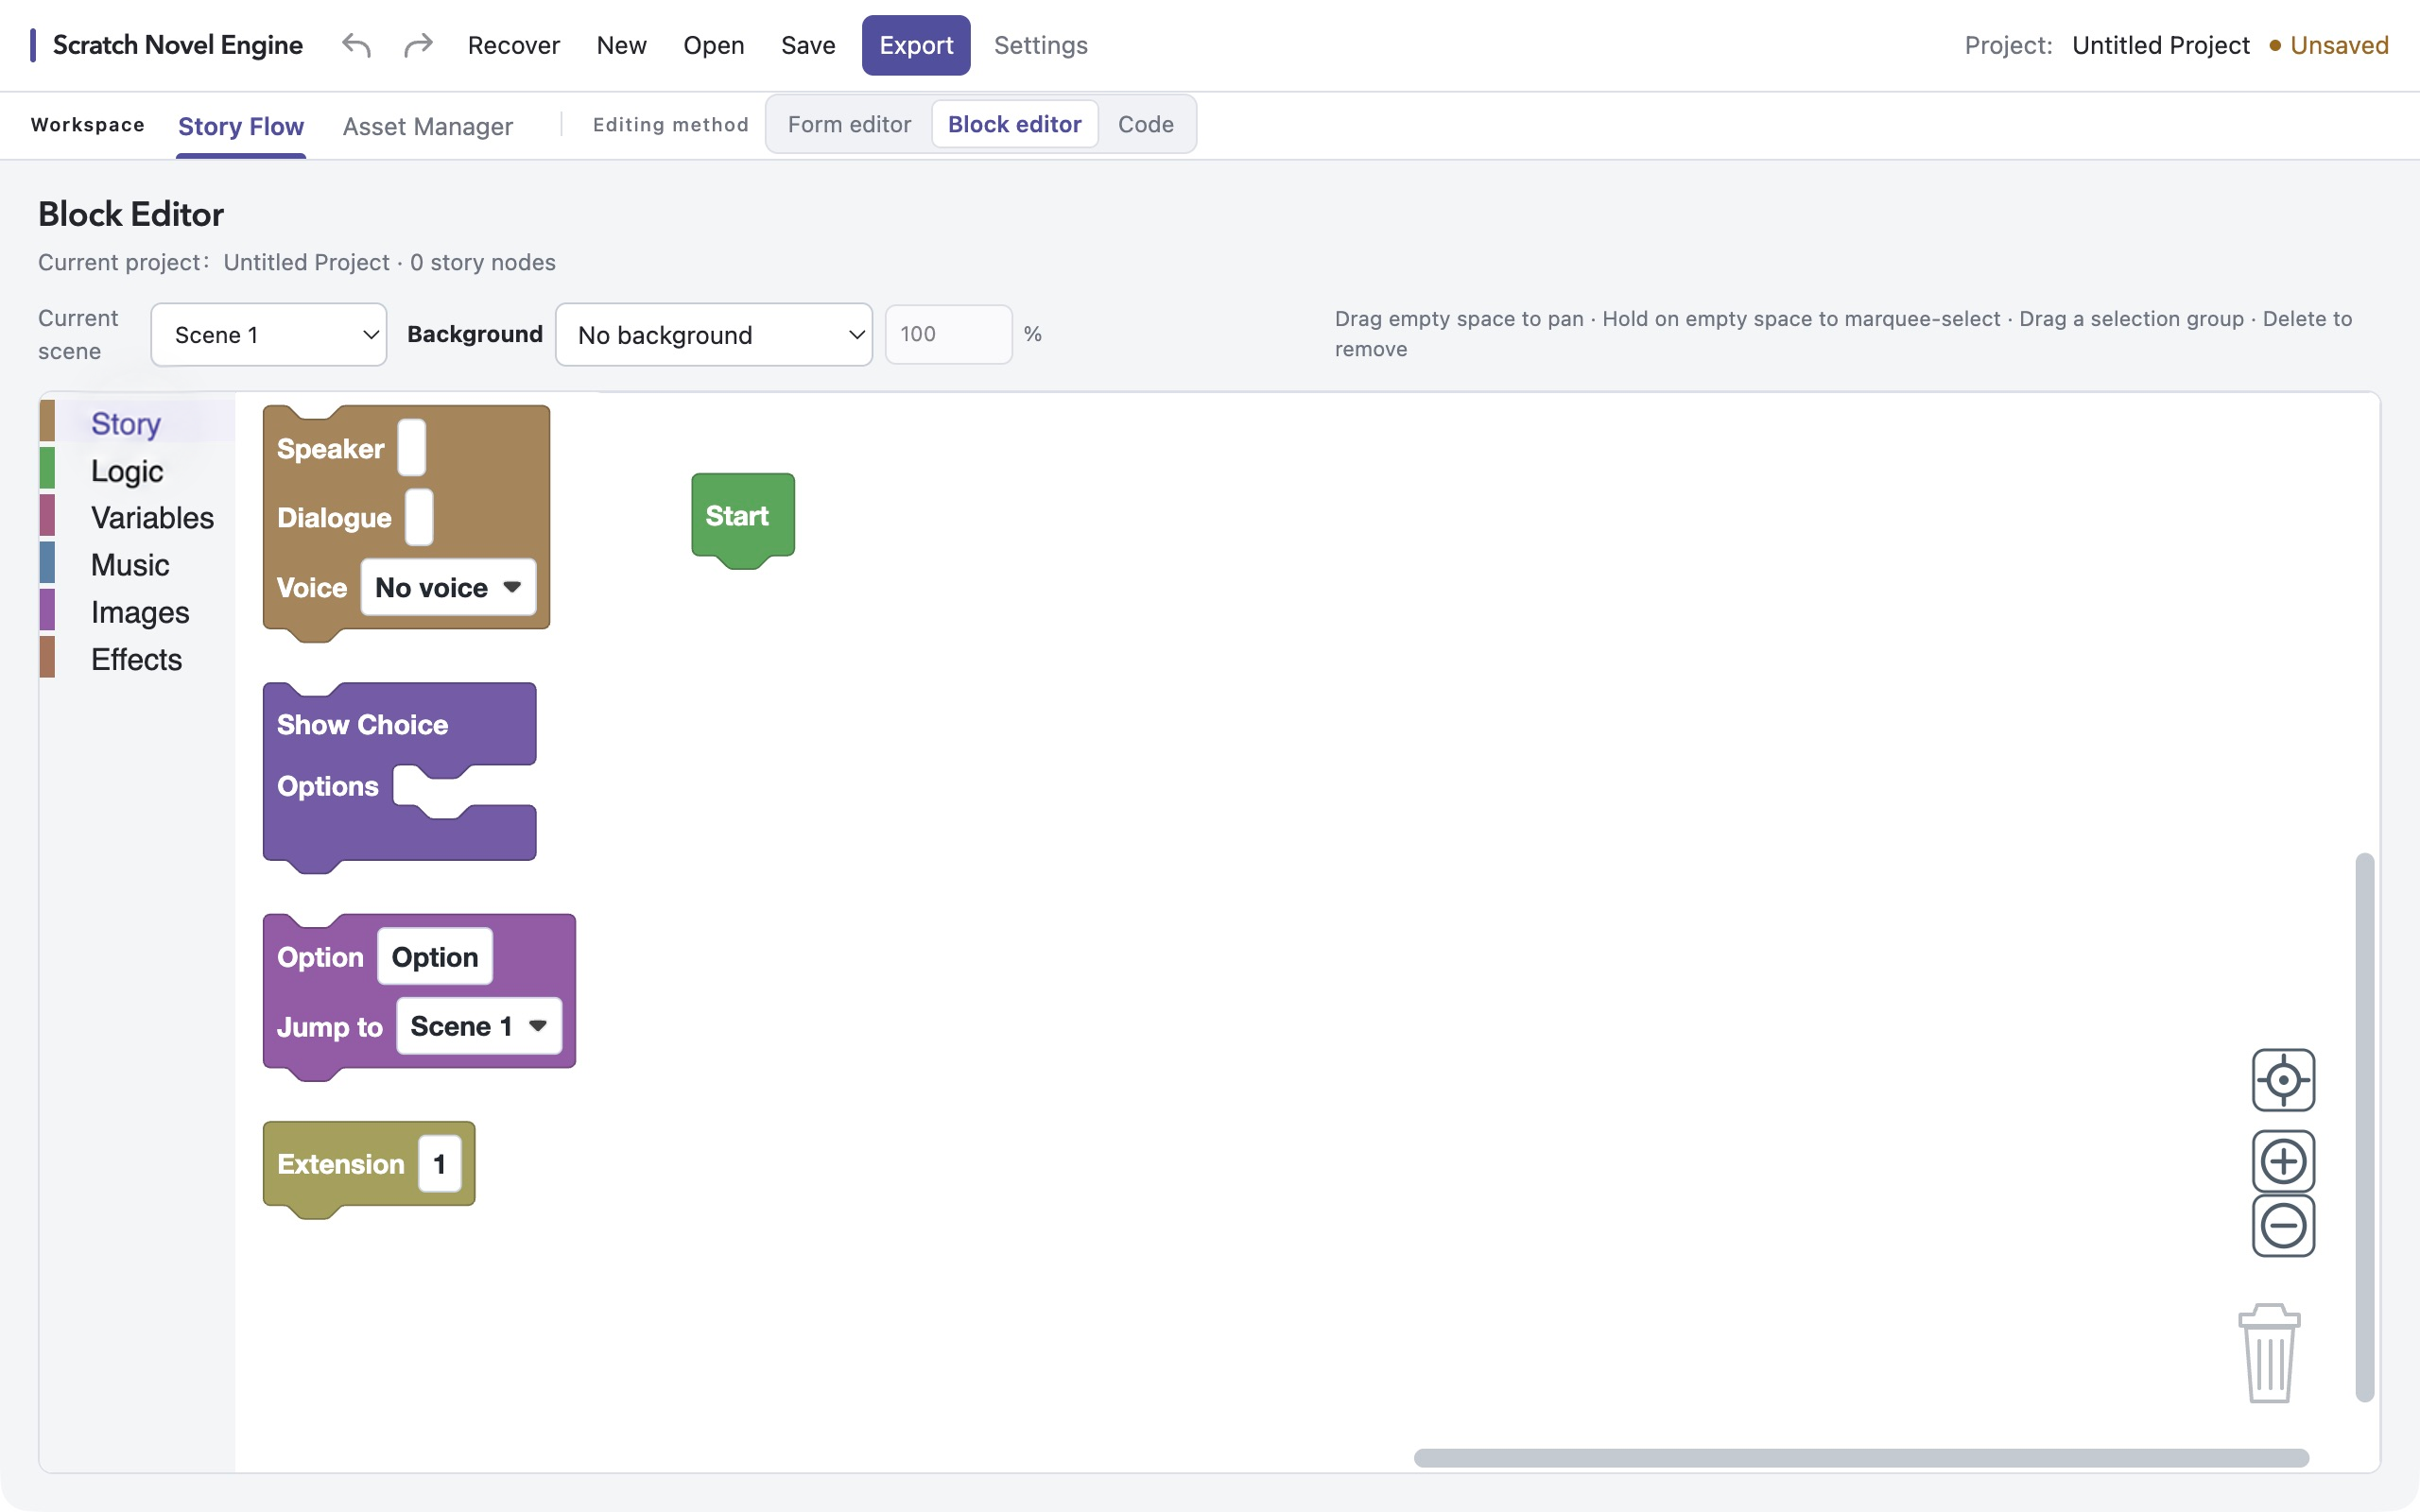 Scratch Novel Engine Recover New Open Save Export Settings Project: Untitled Project Unsaved
Workspace Story Flow Asset Manager Editing method Form editor Block editor Code
Block Editor
Current project: Untitled Project · 0 story nodes
Current scene Scene 1 Background No background 100 %
Drag empty space to pan · Hold on empty space to marquee-select · Drag a selection group · Delete to
remove
Story
Logic
Variables
Music
Images
Effects
Speaker
Dialogue
Voice No voice
Show Choice
Options
Option Option
Jump to Scene 1
Extension 1
Start